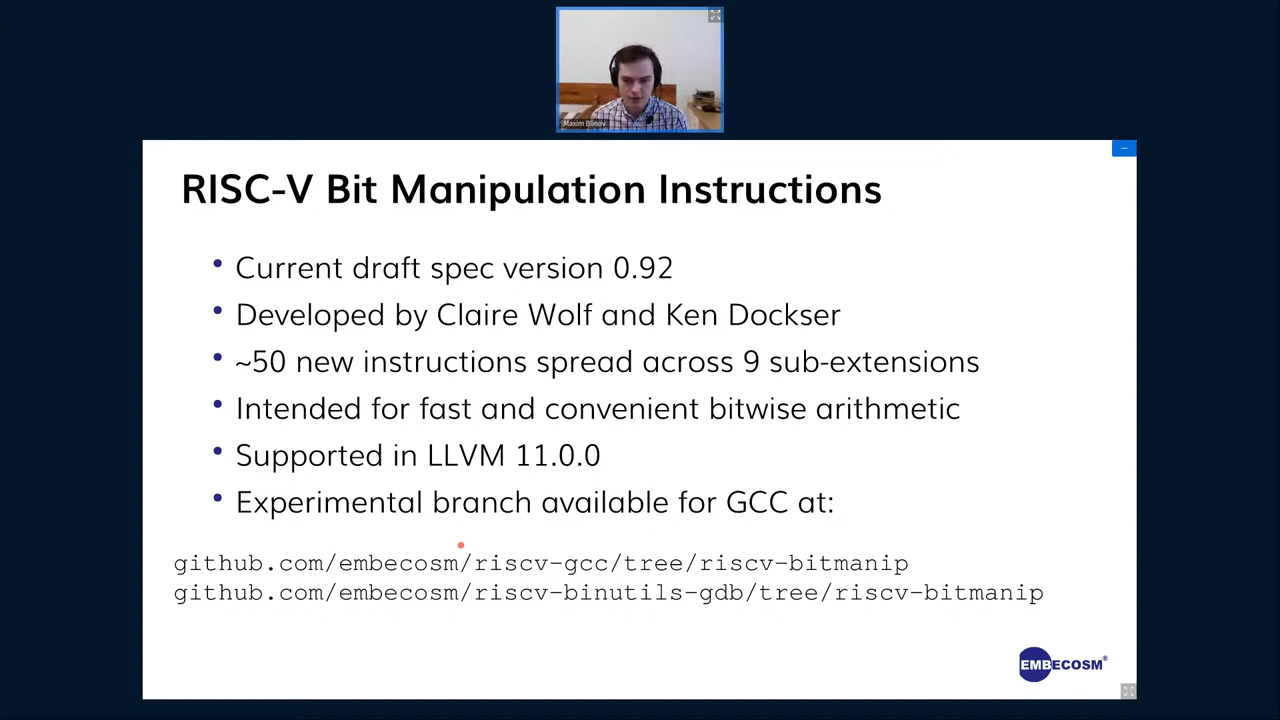 Maxim Blinov
RISC-V Bit Manipulation Instructions
• Current draft spec version 0.92
• Developed by Claire Wolf and Ken Dockser
• ~50 new instructions spread across 9 sub-extensions
• Intended for fast and convenient bitwise arithmetic
• Supported in LLVM 11.0.0
• Experimental branch available for GCC at:
github.com/embecosm/riscv-gcc/tree/riscv-bitmanip
github.com/embecosm/riscv-binutils-gdb/tree/riscv-bitmanip
EMBECOSM®